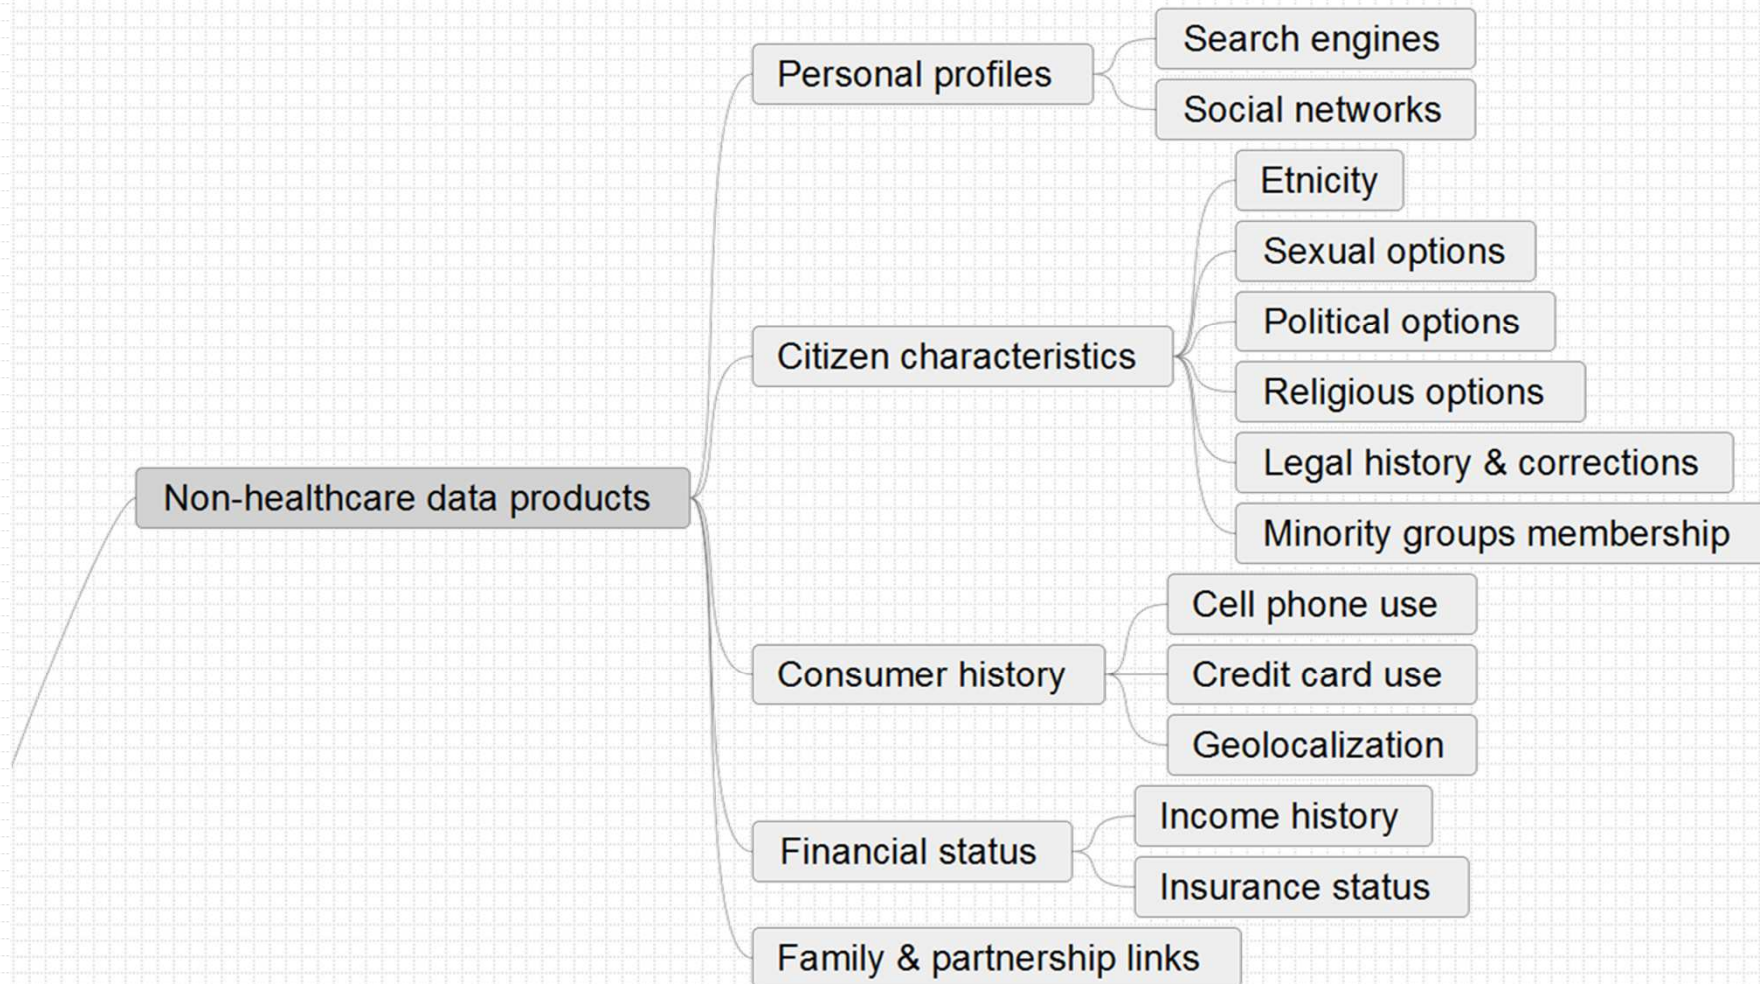 Non-healthcare data products
Personal profiles
Search engines
Social networks
Citizen characteristics
Etnicity
Sexual options
Political options
Religious options
Legal history & corrections
Minority groups membership
Consumer history
Cell phone use
Credit card use
Geolocalization
Financial status
Income history
Insurance status
Family & partnership links